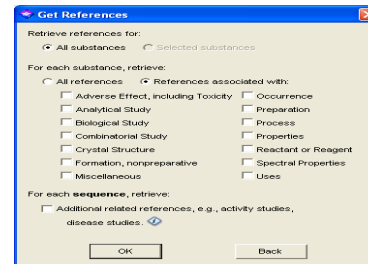 Get References
Retrieve references for:
All substances Selected substances
For each substance, retrieve:
All references References associated with:
Adverse Effect, including Toxicity Occurrence
Analytical Study Preparation
Biological Study Process
Combinatorial Study Properties
Crystal Structure Reactant or Reagent
Formation, nonpreparative Spectral Properties
Miscellaneous Uses
For each sequence, retrieve:
Additional related references, e.g., activity studies,
disease studies.
OK Back